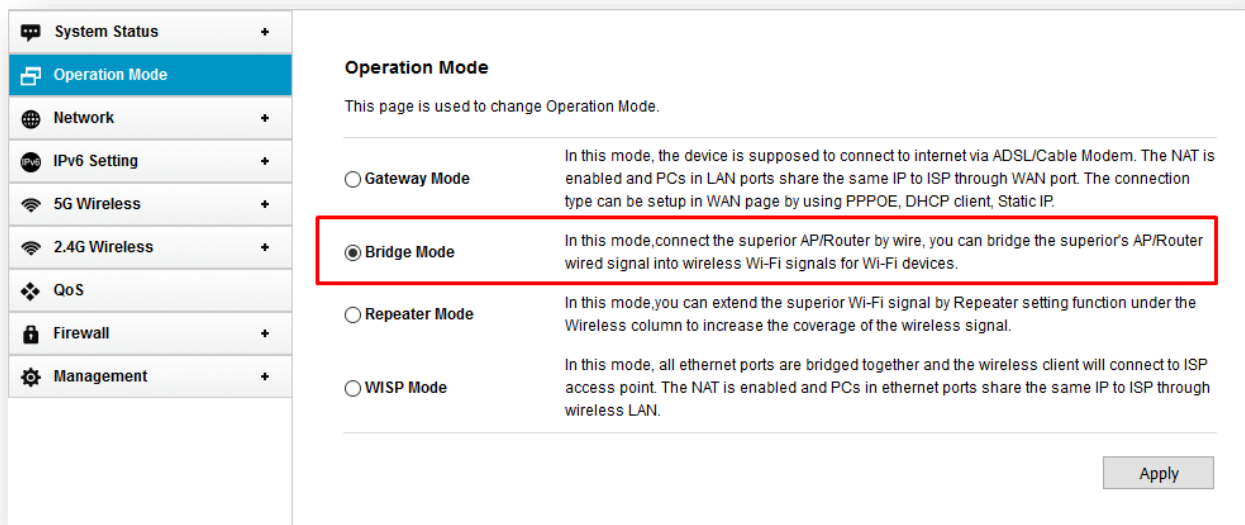 System Status +
Operation Mode
Network +
IPv6 IPv6 Setting +
5G Wireless +
2.4G Wireless +
QoS
Firewall +
Management +
Operation Mode
This page is used to change Operation Mode.
Gateway Mode
In this mode, the device is supposed to connect to internet via ADSL/Cable Modem. The NAT is
enabled and PCs in LAN ports share the same IP to ISP through WAN port. The connection
type can be setup in WAN page by using PPPOE, DHCP client, Static IP.
Bridge Mode
In this mode,connect the superior AP/Router by wire, you can bridge the superior's AP/Router
wired signal into wireless Wi-Fi signals for Wi-Fi devices.
Repeater Mode
In this mode,you can extend the superior Wi-Fi signal by Repeater setting function under the
Wireless column to increase the coverage of the wireless signal.
WISP Mode
In this mode, all ethernet ports are bridged together and the wireless client will connect to ISP
access point. The NAT is enabled and PCs in ethernet ports share the same IP to ISP through
wireless LAN.
Apply